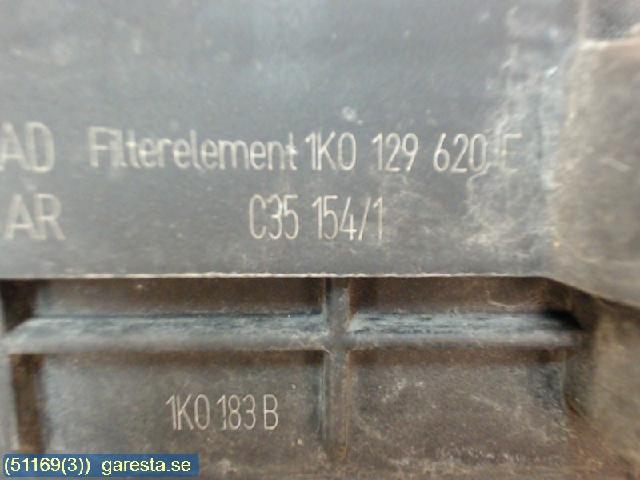 AD Filterelement 1K0 129 620 E
AR C35 154/1
1K0 183 B
(51169(3)) garesta.se